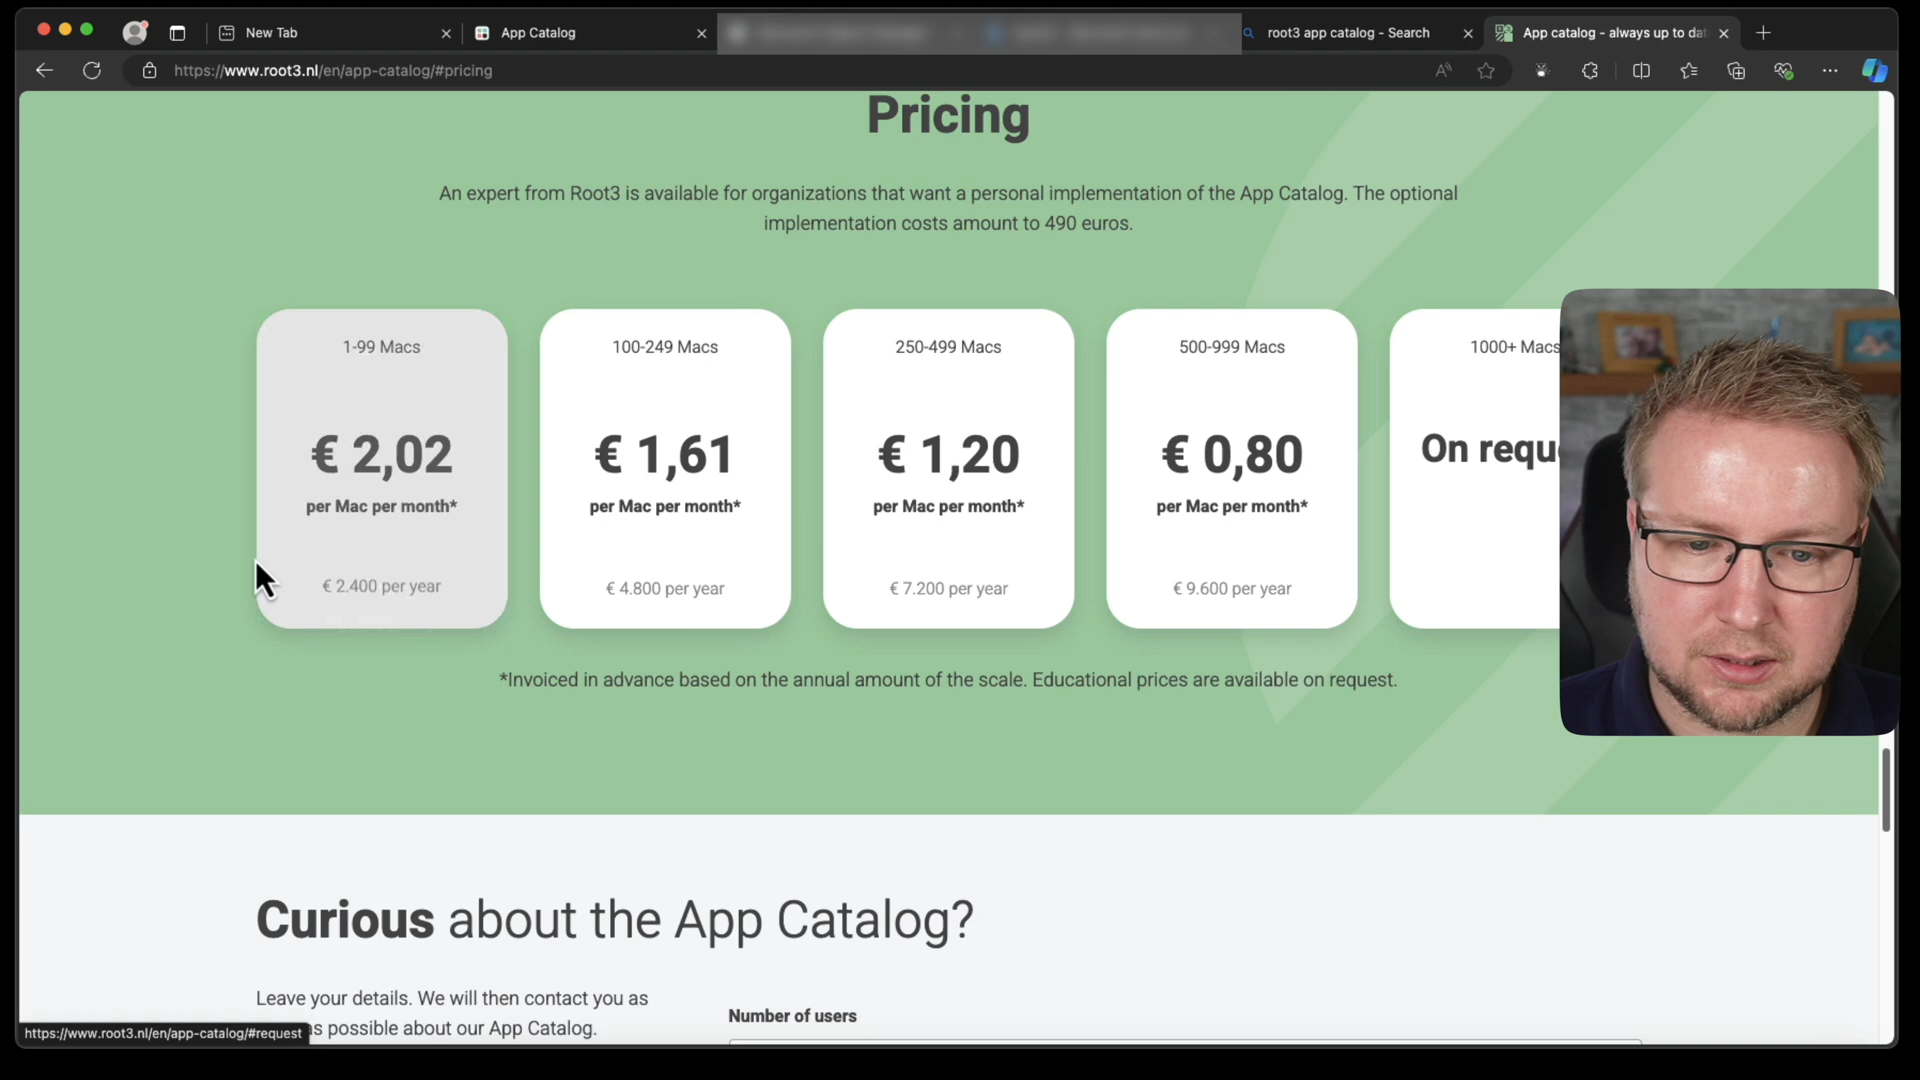 New Tab
App Catalog
root3 app catalog - Search
App catalog - always up to dat
https://www.root3.nl/en/app-catalog/#pricing
Pricing
An expert from Root3 is available for organizations that want a personal implementation of the App Catalog. The optional
implementation costs amount to 490 euros.
1-99 Macs
€ 2,02
per Mac per month*
€ 2.400 per year
100-249 Macs
€ 1,61
per Mac per month*
€ 4.800 per year
250-499 Macs
€ 1,20
per Mac per month*
€ 7.200 per year
500-999 Macs
€ 0,80
per Mac per month*
€ 9.600 per year
1000+ Macs
On requ
*Invoiced in advance based on the annual amount of the scale. Educational prices are available on request.
Curious about the App Catalog?
Leave your details. We will then contact you as
s possible about our App Catalog.
Number of users
https://www.root3.nl/en/app-catalog/#request